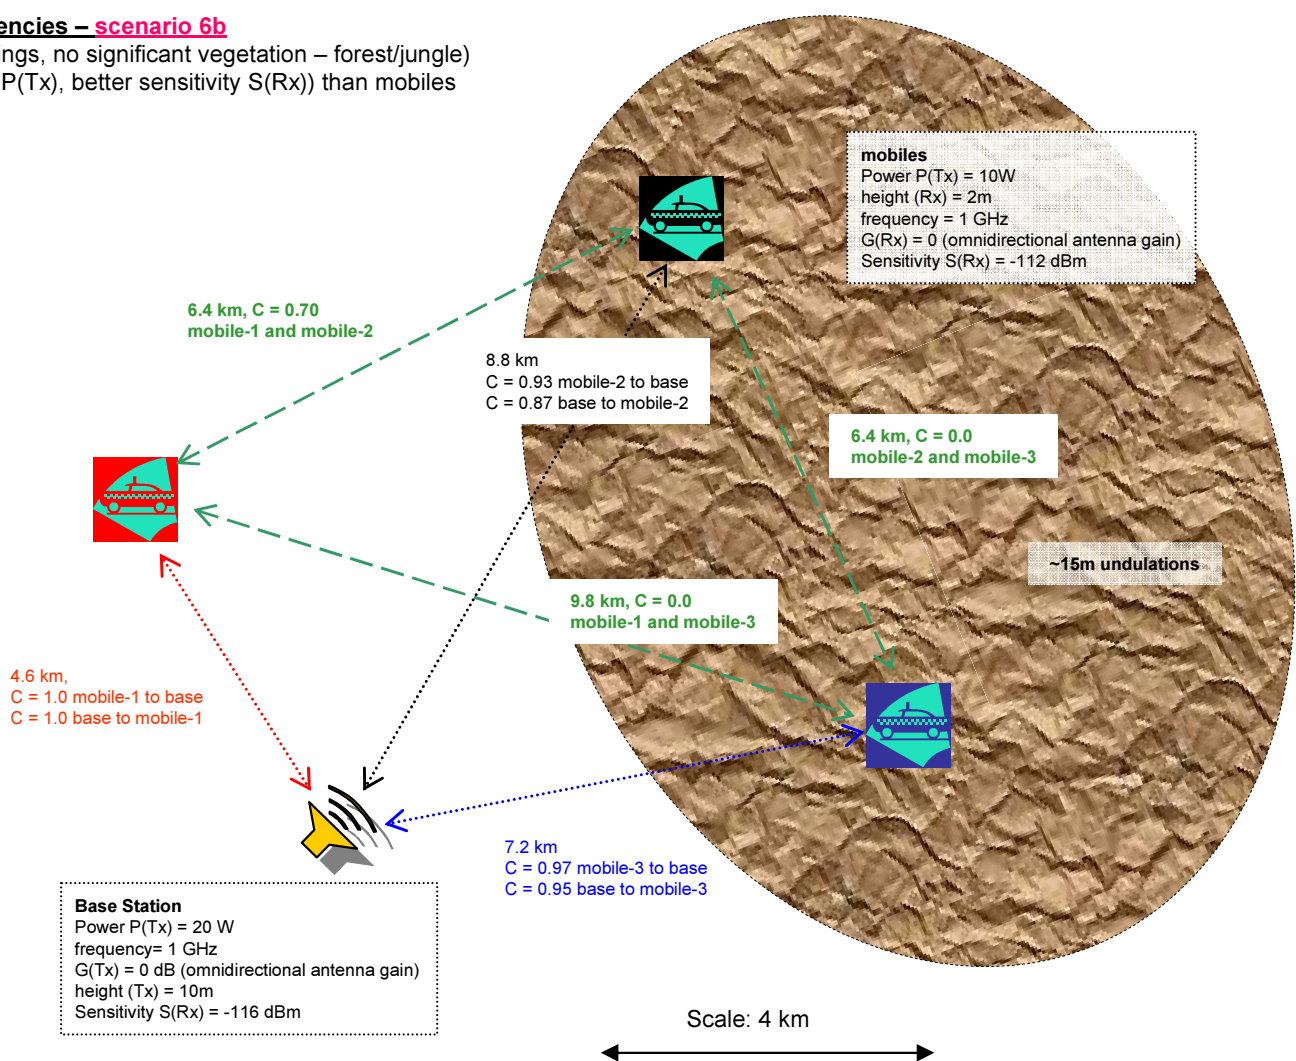 encies – scenario 6b
ings, no significant vegetation – forest/jungle)
P(Tx), better sensitivity S(Rx)) than mobiles
mobiles
Power P(Tx) = 10W
height (Rx) = 2m
frequency = 1 GHz
G(Rx) = 0 (omnidirectional antenna gain)
Sensitivity S(Rx) = -112 dBm
6.4 km, C = 0.70
mobile-1 and mobile-2
8.8 km
C = 0.93 mobile-2 to base
C = 0.87 base to mobile-2
6.4 km, C = 0.0
mobile-2 and mobile-3
~15m undulations
9.8 km, C = 0.0
mobile-1 and mobile-3
4.6 km,
C = 1.0 mobile-1 to base
C = 1.0 base to mobile-1
7.2 km
C = 0.97 mobile-3 to base
C = 0.95 base to mobile-3
Base Station
Power P(Tx) = 20 W
frequency= 1 GHz
G(Tx) = 0 dB (omnidirectional antenna gain)
height (Tx) = 10m
Sensitivity S(Rx) = -116 dBm
Scale: 4 km